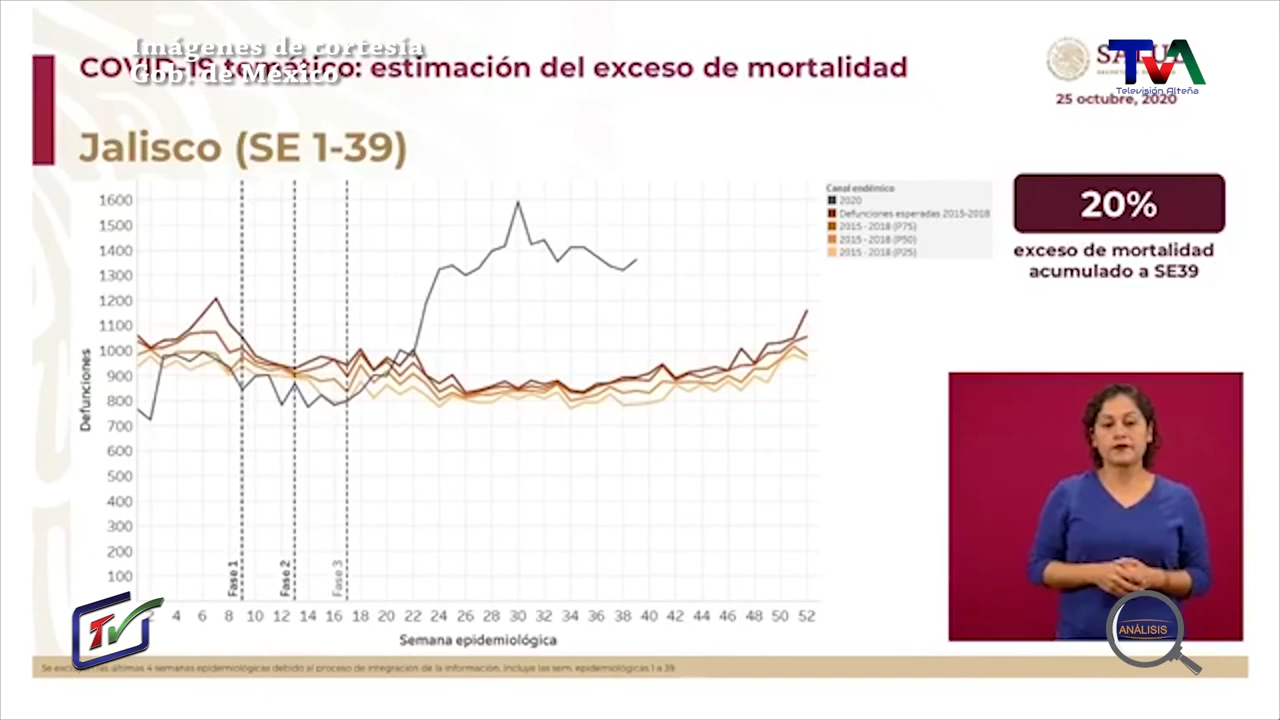 Imágenes de cortesía
Gob. de México
COVID-19 temático: estimación del exceso de mortalidad
TVA
Televisión Alteña
25 octubre, 2020
Jalisco (SE 1-39)
Canal endémico
2020
Defunciones esperadas 2015-2018
2015 - 2018 (P75)
2015 - 2018 (P50)
2015 - 2018 (P25)
20%
exceso de mortalidad
acumulado a SE39
Defunciones
1600
1500
1400
1300
1200
1100
1000
900
800
700
600
500
400
300
200
100
Fase 1
Fase 2
Fase 3
2 4 6 8 10 12 14 16 18 20 22 24 26 28 30 32 34 36 38 40 42 44 46 48 50 52
Semana epidemiológica
TV
ANÁLISIS
últimas 4 semanas epidemiológicas debido al proceso de integración de la información. Incluye las sem. epidemiológicas 1 a 39.